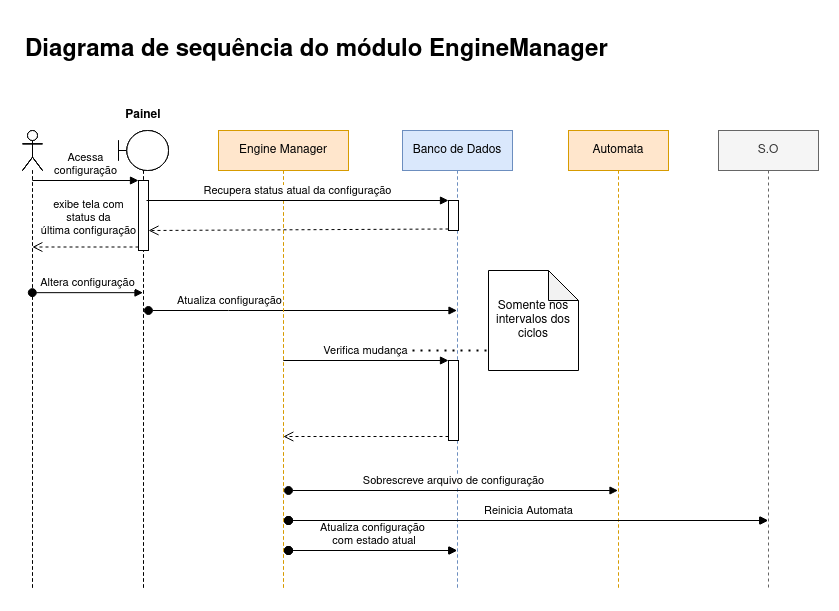 Diagrama de sequência do módulo EngineManager
Painel
Engine Manager
Banco de Dados
Automata
S.O
Acessa
configuração
Recupera status atual da configuração
exibe tela com
status da
última configuração
Altera configuração
Atualiza configuração
Somente nos
intervalos dos
ciclos
Verifica mudança
Sobrescreve arquivo de configuração
Reinicia Automata
Atualiza configuração
com estado atual